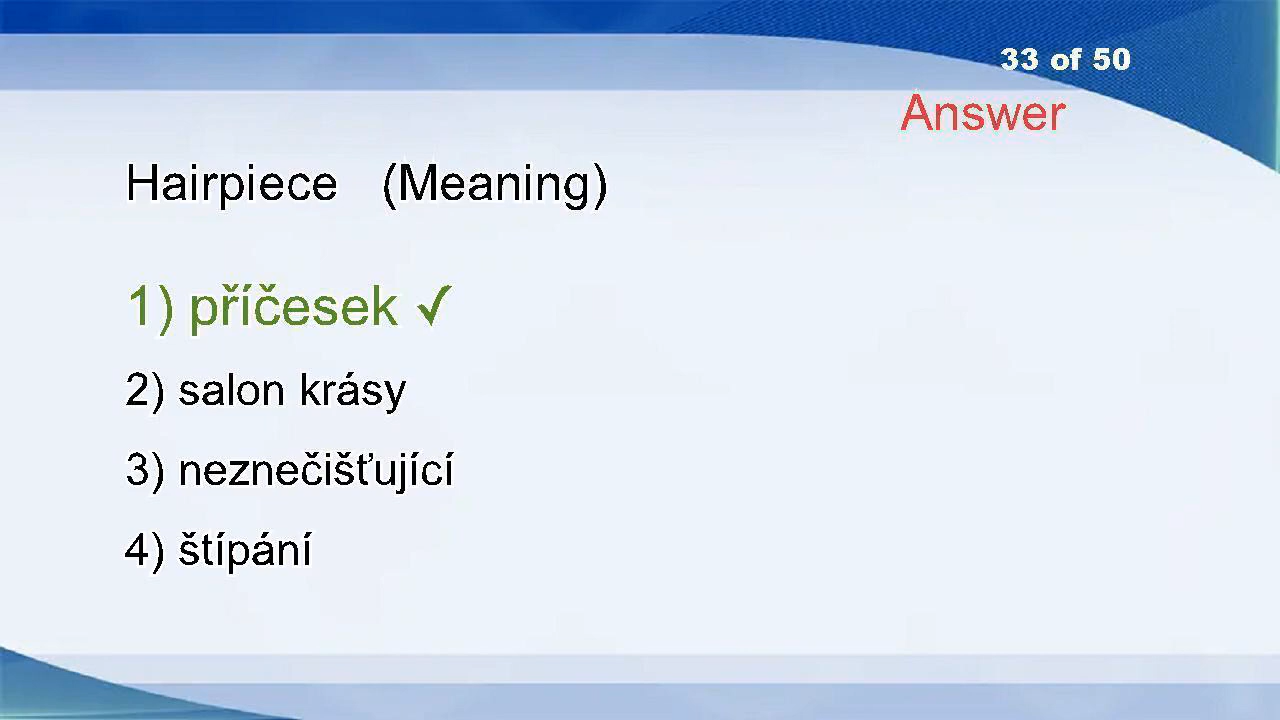 33 of 50
Answer
Hairpiece (Meaning)
1) příčesek ✓
2) salon krásy
3) neznečišťující
4) štípání